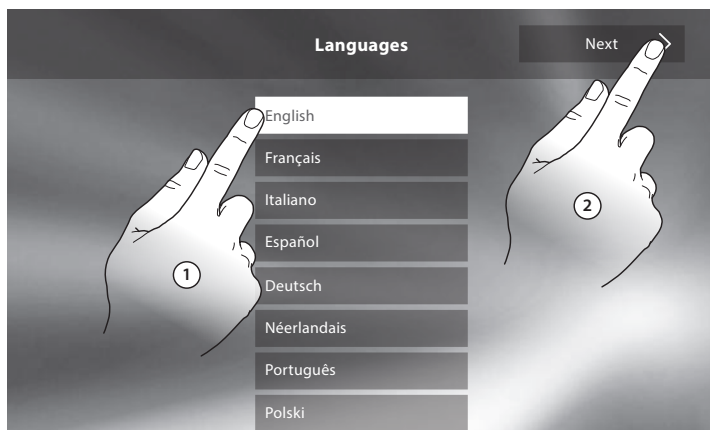 Languages
Next
English
Français
Italiano
Español
Deutsch
Néerlandais
Português
Polski
1
2